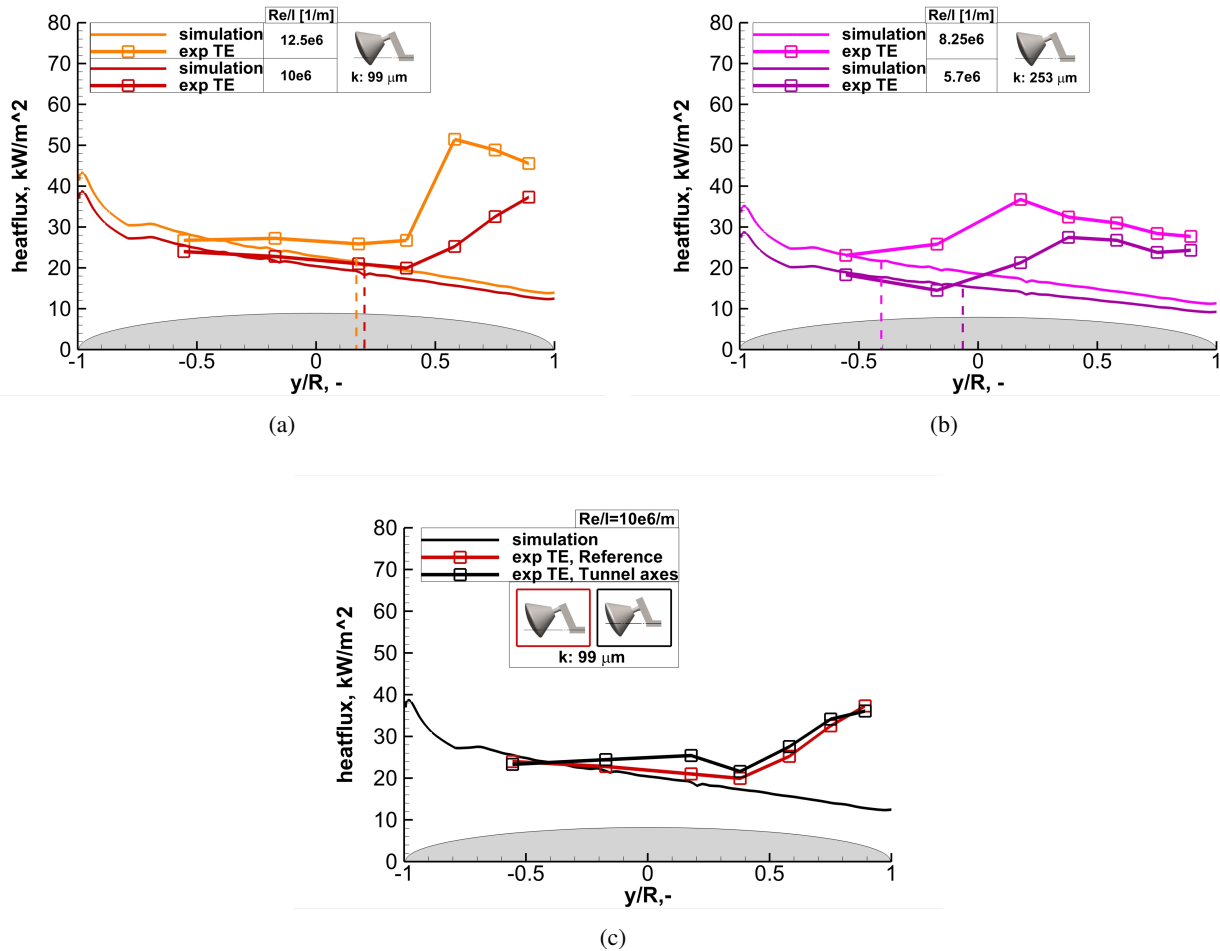 Re/l [1/m]
simulation
12.5e6
exp TE
simulation
10e6
exp TE
k: 99 μm
80
70
60
50
40
30
20
10
0
heatflux, kW/m^2
-1 -0.5 0 0.5 1
y/R, -
(a)
Re/l [1/m]
simulation
8.25e6
exp TE
simulation
5.7e6
exp TE
k: 253 μm
80
70
60
50
40
30
20
10
0
heatflux, kW/m^2
-1 -0.5 0 0.5 1
y/R, -
(b)
Re/l=10e6/m
simulation
exp TE, Reference
exp TE, Tunnel axes
k: 99 μm
80
70
60
50
40
30
20
10
0
heatflux, kW/m^2
-1 -0.5 0 0.5 1
y/R,-
(c)